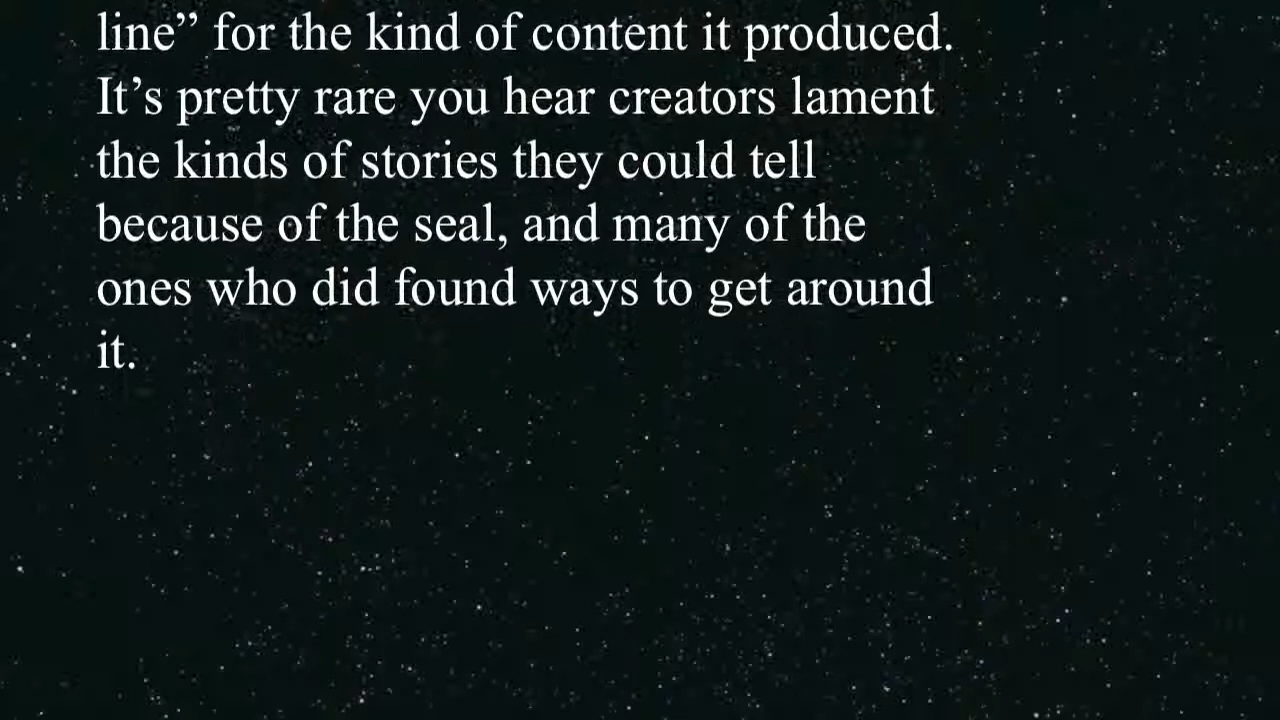 line” for the kind of content it produced.
It’s pretty rare you hear creators lament
the kinds of stories they could tell
because of the seal, and many of the
ones who did found ways to get around
it.